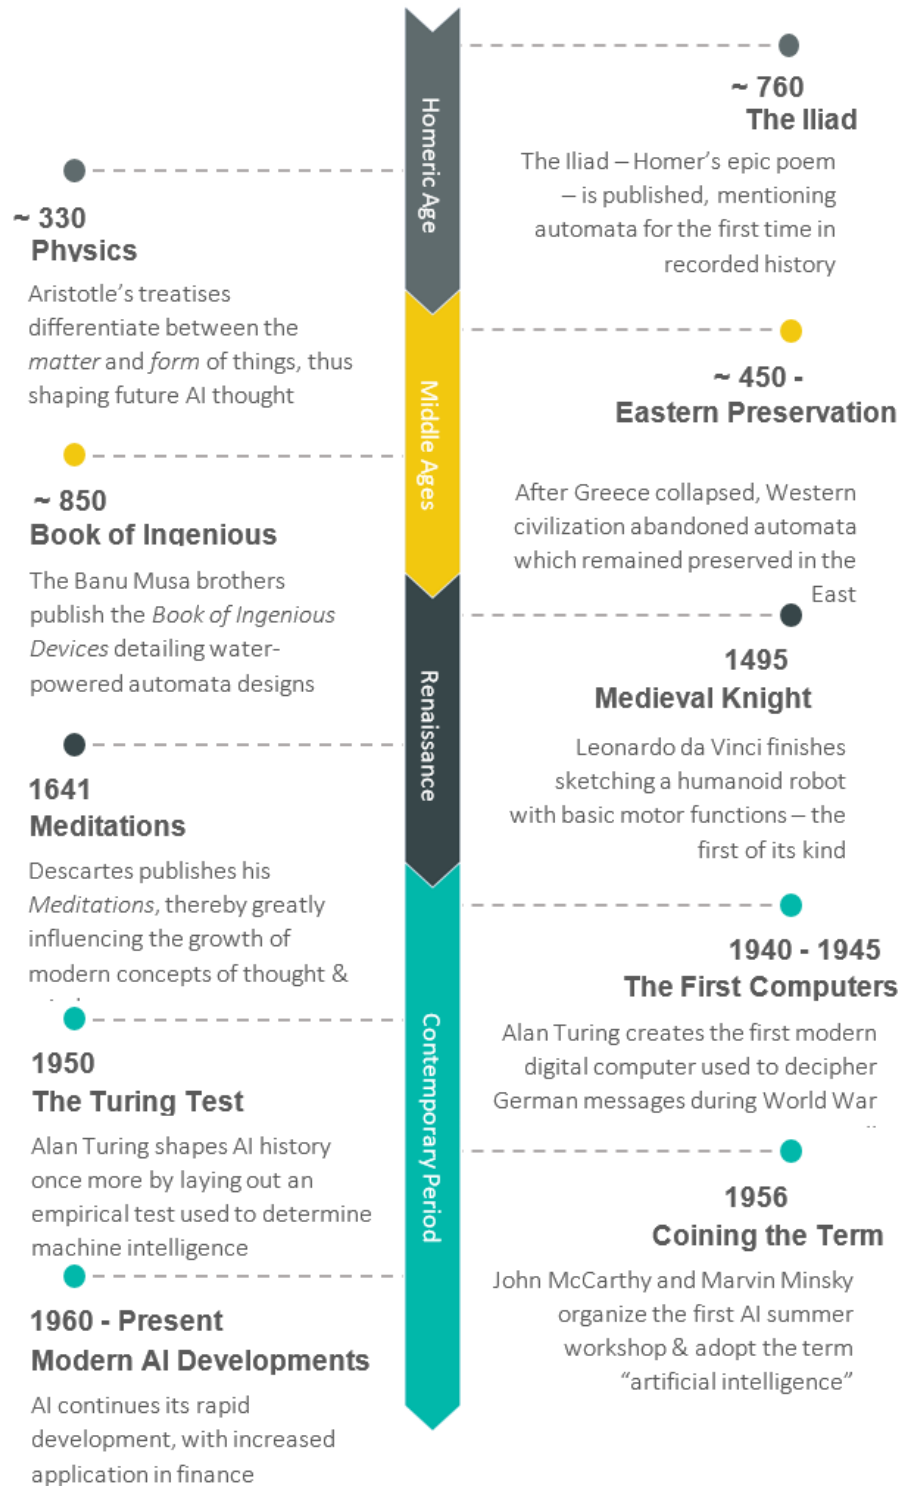 Homeric Age
~ 760
The Iliad
The Iliad – Homer's epic poem
– is published, mentioning
automata for the first time in
recorded history
~ 330
Physics
Aristotle's treatises
differentiate between the
matter and form of things, thus
shaping future AI thought
Middle Ages
~ 450 -
Eastern Preservation
After Greece collapsed, Western
civilization abandoned automata
which remained preserved in the
East
~ 850
Book of Ingenious
The Banu Musa brothers
publish the Book of Ingenious
Devices detailing water-
powered automata designs
Renaissance
1495
Medieval Knight
Leonardo da Vinci finishes
sketching a humanoid robot
with basic motor functions – the
first of its kind
1641
Meditations
Descartes publishes his
Meditations, thereby greatly
influencing the growth of
modern concepts of thought &
Contemporary Period
1940 - 1945
The First Computers
Alan Turing creates the first modern
digital computer used to decipher
German messages during World War
1950
The Turing Test
Alan Turing shapes AI history
once more by laying out an
empirical test used to determine
machine intelligence
1956
Coining the Term
John McCarthy and Marvin Minsky
organize the first AI summer
workshop & adopt the term
"artificial intelligence"
1960 - Present
Modern AI Developments
AI continues its rapid
development, with increased
application in finance